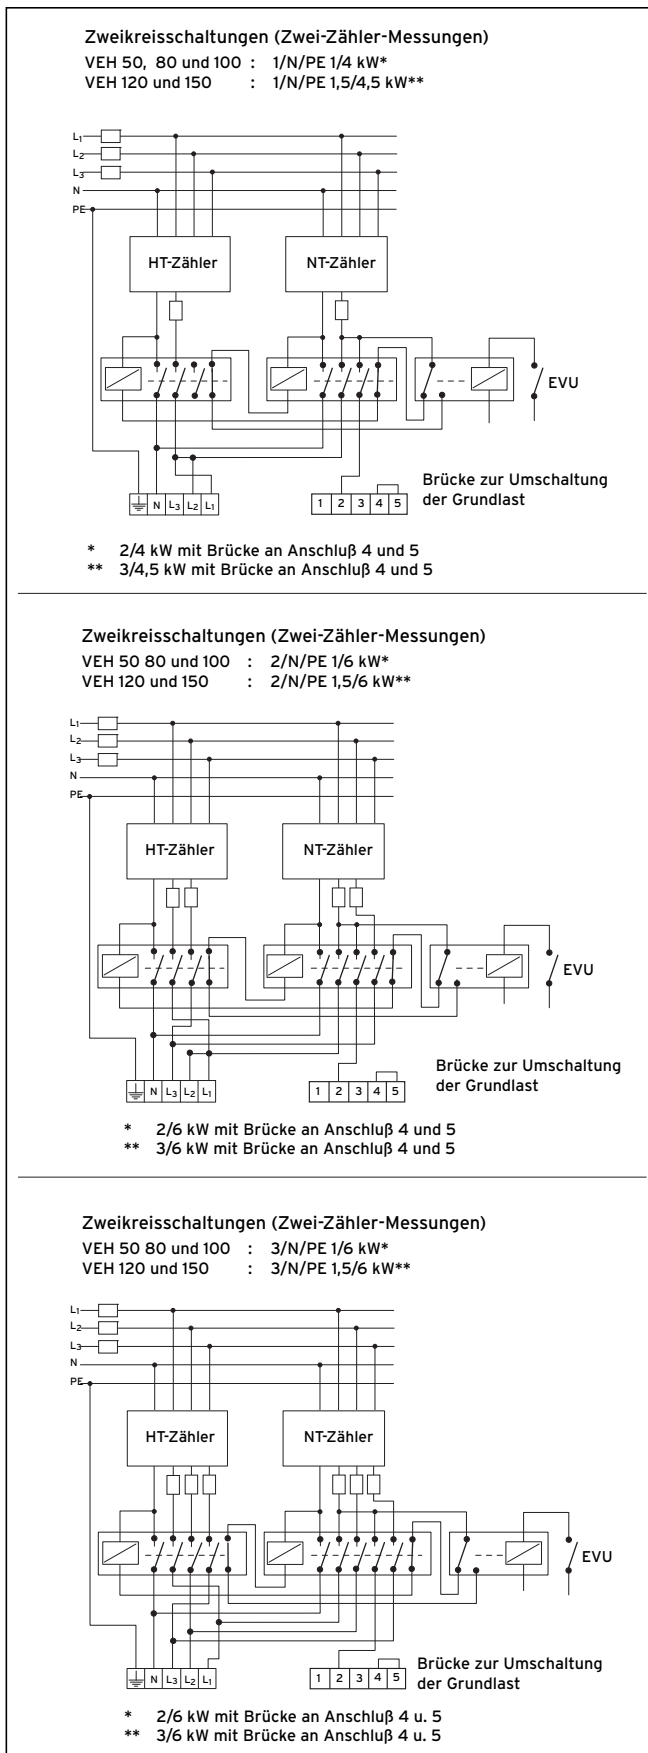 Zweikreisschaltungen (Zwei-Zähler-Messungen)
VEH 50, 80 und 100 : 1/N/PE 1/4 kW*
VEH 120 und 150 : 1/N/PE 1,5/4,5 kW**
L1
L2
L3
N
PE
HT-Zähler NT-Zähler
EVU
N L3 L2 L1
1 2 3 4 5
Brücke zur Umschaltung
der Grundlast
* 2/4 kW mit Brücke an Anschluß 4 und 5
** 3/4,5 kW mit Brücke an Anschluß 4 und 5
Zweikreisschaltungen (Zwei-Zähler-Messungen)
VEH 50 80 und 100 : 2/N/PE 1/6 kW*
VEH 120 und 150 : 2/N/PE 1,5/6 kW**
L1
L2
L3
N
PE
HT-Zähler NT-Zähler
EVU
N L3 L2 L1
1 2 3 4 5
Brücke zur Umschaltung
der Grundlast
* 2/6 kW mit Brücke an Anschluß 4 und 5
** 3/6 kW mit Brücke an Anschluß 4 und 5
Zweikreisschaltungen (Zwei-Zähler-Messungen)
VEH 50 80 und 100 : 3/N/PE 1/6 kW*
VEH 120 und 150 : 3/N/PE 1,5/6 kW**
L1
L2
L3
N
PE
HT-Zähler NT-Zähler
EVU
N L3 L2 L1
1 2 3 4 5
Brücke zur Umschaltung
der Grundlast
* 2/6 kW mit Brücke an Anschluß 4 u. 5
** 3/6 kW mit Brücke an Anschluß 4 u. 5